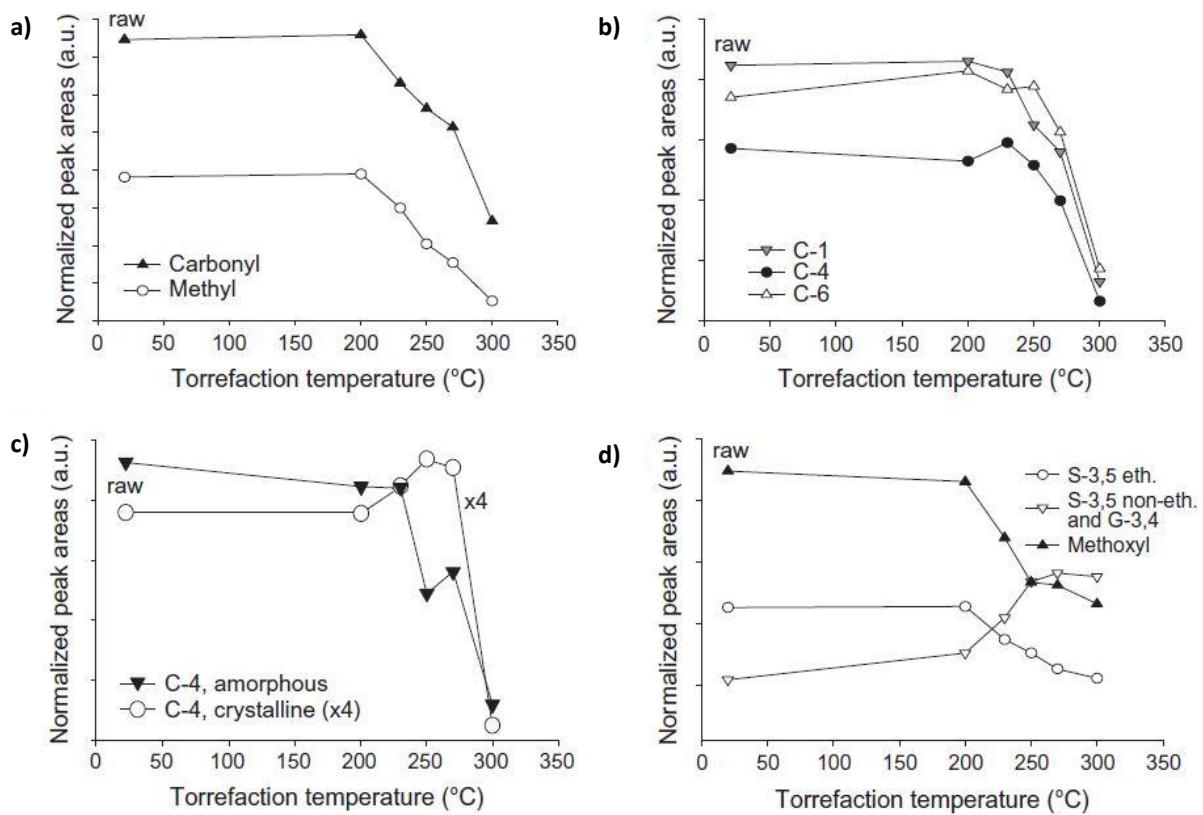 a)
raw
Normalized peak areas (a.u.)
Carbonyl
Methyl
0 50 100 150 200 250 300 350
Torrefaction temperature (°C)
b)
raw
Normalized peak areas (a.u.)
C-1
C-4
C-6
0 50 100 150 200 250 300 350
Torrefaction temperature (°C)
c)
raw
x4
Normalized peak areas (a.u.)
C-4, amorphous
C-4, crystalline (x4)
0 50 100 150 200 250 300 350
Torrefaction temperature (°C)
d)
raw
Normalized peak areas (a.u.)
S-3,5 eth.
S-3,5 non-eth.
and G-3,4
Methoxyl
0 50 100 150 200 250 300 350
Torrefaction temperature (°C)